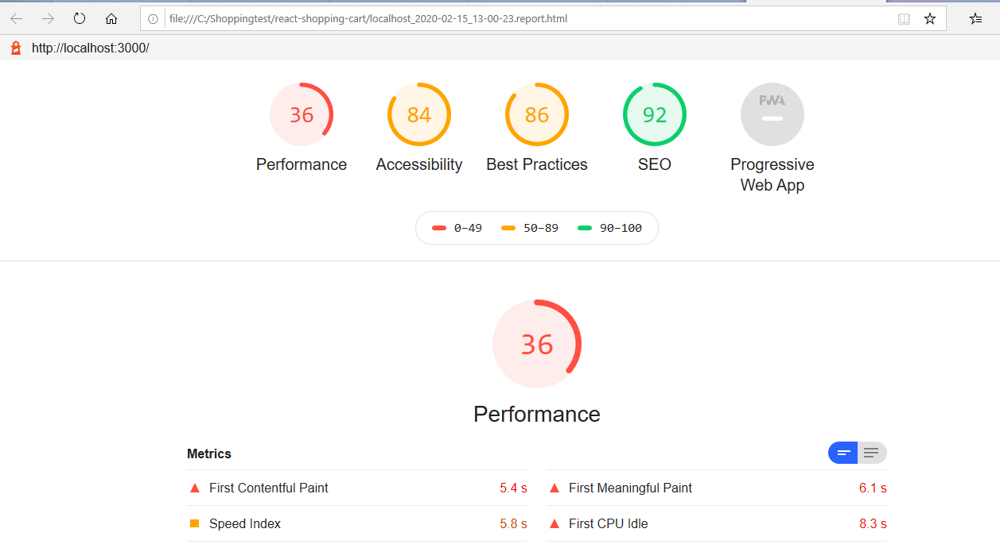 file:///C:/Shoppingtest/react-shopping-cart/localhost_2020-02-15_13-00-23.report.html
http://localhost:3000/
36 84 86 92 PWA
Performance Accessibility Best Practices SEO Progressive
Web App
0–49 50–89 90–100
36
Performance
Metrics
First Contentful Paint 5.4 s First Meaningful Paint 6.1 s
Speed Index 5.8 s First CPU Idle 8.3 s